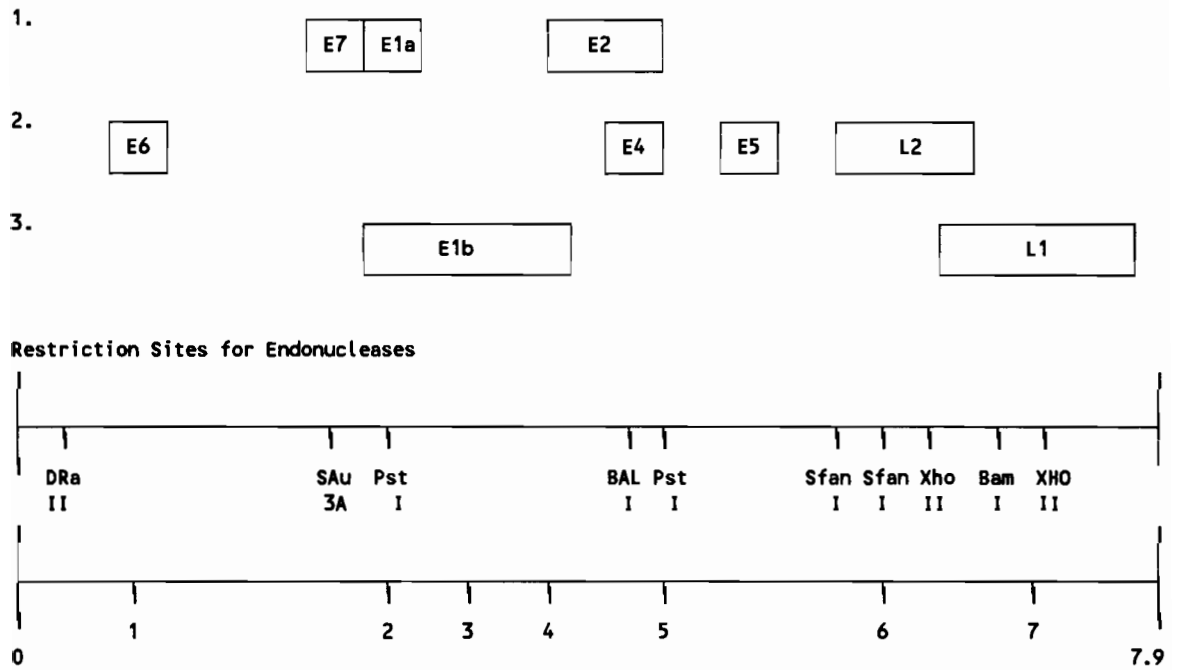 1.
E7 E1a E2
2.
E6 E4 E5 L2
3.
E1b L1
Restriction Sites for Endonucleases
DRa SAu Pst BAL Pst Sfan Sfan Xho Bam XHO
II 3A I I I I I II I II
1 2 3 4 5 6 7
0 7.9